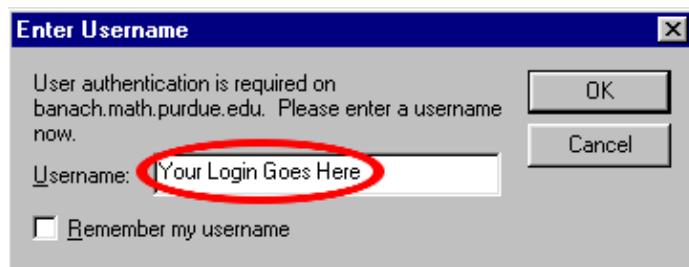 Enter Username
User authentication is required on
banach.math.purdue.edu. Please enter a username
now.
OK
Cancel
Username: Your Login Goes Here
Remember my username